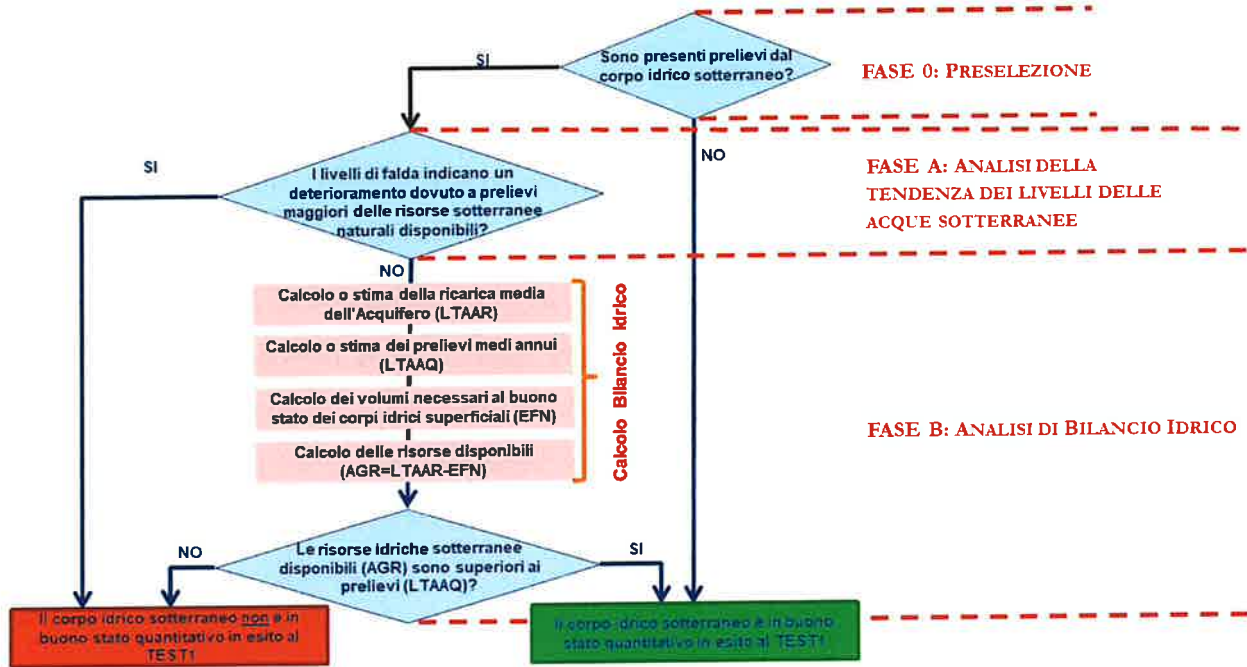 SI
Sono presenti prelievi dal
corpo idrico sotterraneo?
FASE 0: PRESELEZIONE
NO
SI
I livelli di falda indicano un
deterioramento dovuto a prelievi
maggiori delle risorse sotterranee
naturali disponibili?
FASE A: ANALISI DELLA
TENDENZA DEI LIVELLI DELLE
ACQUE SOTTERRANEE
NO
Calcolo o stima della ricarica media
dell'Acquifero (LTAAR)
Calcolo o stima dei prelievi medi annui
(LTAAQ)
Calcolo dei volumi necessari al buono
stato dei corpi idrici superficiali (EFN)
Calcolo delle risorse disponibili
(AGR=LTAAR-EFN)
Calcolo Bilancio Idrico
FASE B: ANALISI DI BILANCIO IDRICO
NO
Le risorse idriche sotterranee
disponibili (AGR) sono superiori ai
prelievi (LTAAQ)?
SI
Il corpo idrico sotterraneo non è in
buono stato quantitativo in esito al
TEST1
Il corpo idrico sotterraneo è in buono
stato quantitativo in esito al TEST1